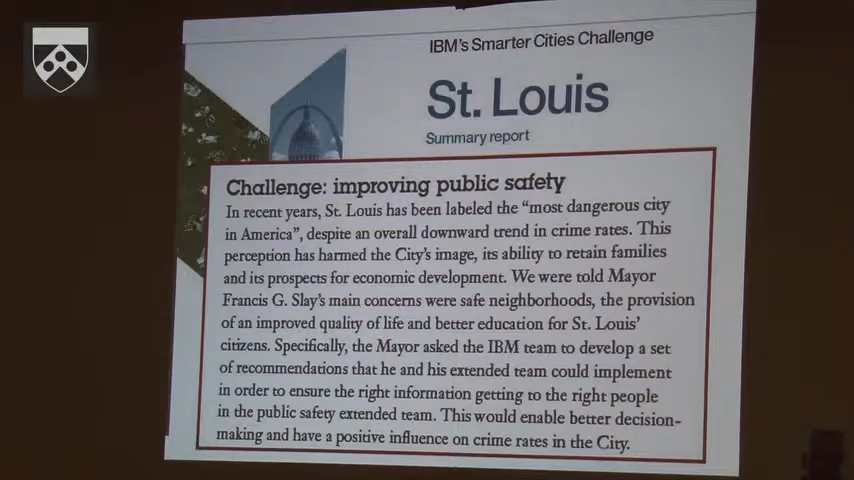 IBM's Smarter Cities Challenge
St. Louis
Summary report
Challenge: improving public safety
In recent years, St. Louis has been labeled the “most dangerous city
in America”, despite an overall downward trend in crime rates. This
perception has harmed the City's image, its ability to retain families
and its prospects for economic development. We were told Mayor
Francis G. Slay's main concerns were safe neighborhoods, the provision
of an improved quality of life and better education for St. Louis'
citizens. Specifically, the Mayor asked the IBM team to develop a set
of recommendations that he and his extended team could implement
in order to ensure the right information getting to the right people
in the public safety extended team. This would enable better decision-
making and have a positive influence on crime rates in the City.